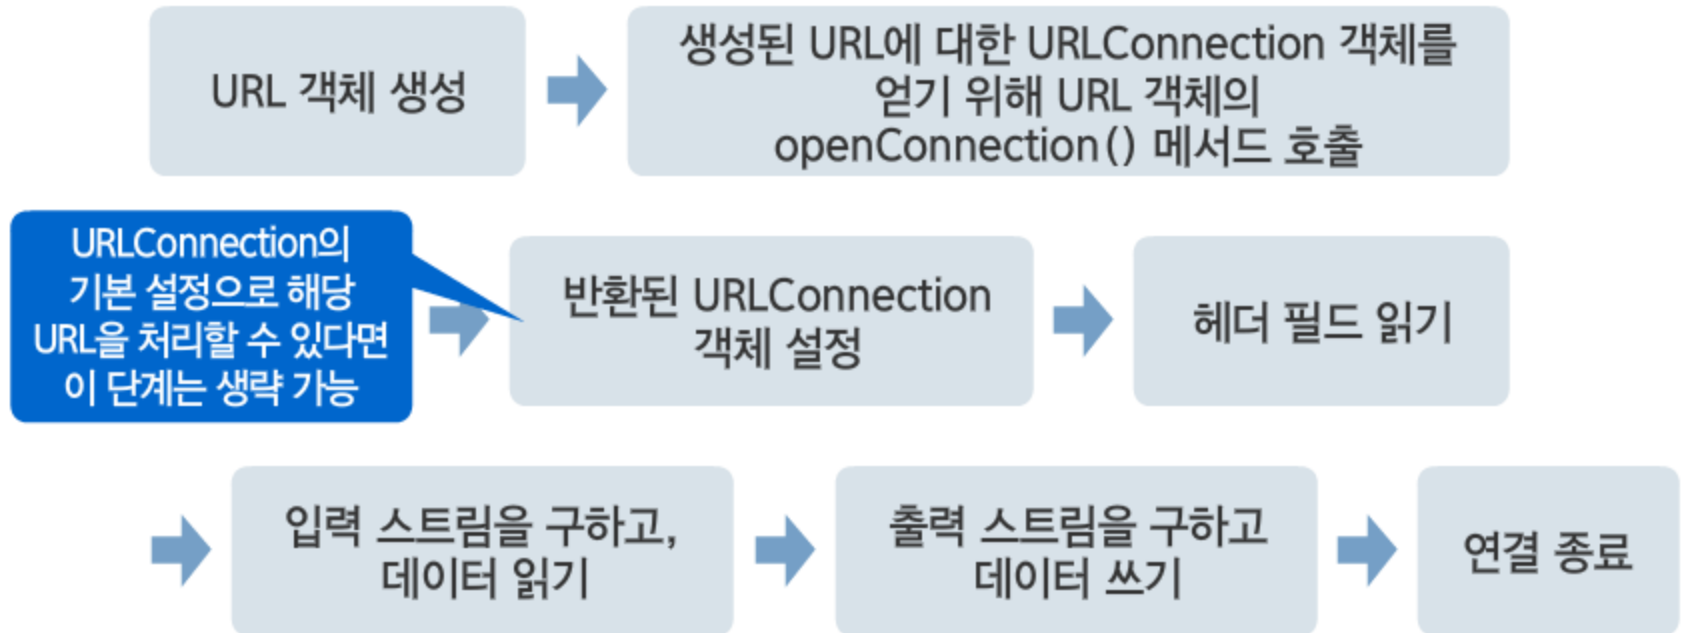 URL 객체 생성
생성된 URL에 대한 URLConnection 객체를
얻기 위해 URL 객체의
openConnection() 메서드 호출
URLConnection의
기본 설정으로 해당
URL을 처리할 수 있다면
이 단계는 생략 가능
반환된 URLConnection
객체 설정
헤더 필드 읽기
입력 스트림을 구하고,
데이터 읽기
출력 스트림을 구하고
데이터 쓰기
연결 종료